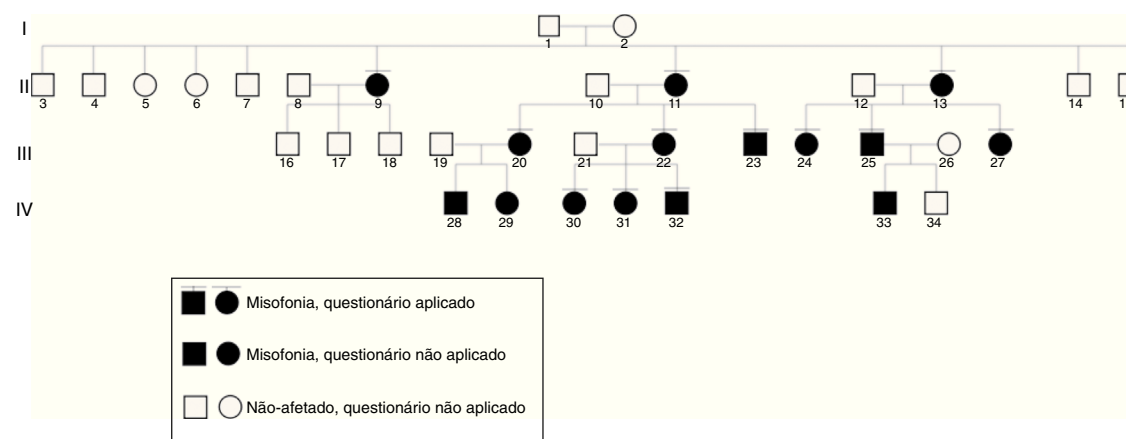 I
1 2
II
3 4 5 6 7 8 9 10 11 12 13 14
III
16 17 18 19 20 21 22 23 24 25 26 27
IV
28 29 30 31 32 33 34
Misofonia, questionário aplicado
Misofonia, questionário não aplicado
Não-afetado, questionário não aplicado